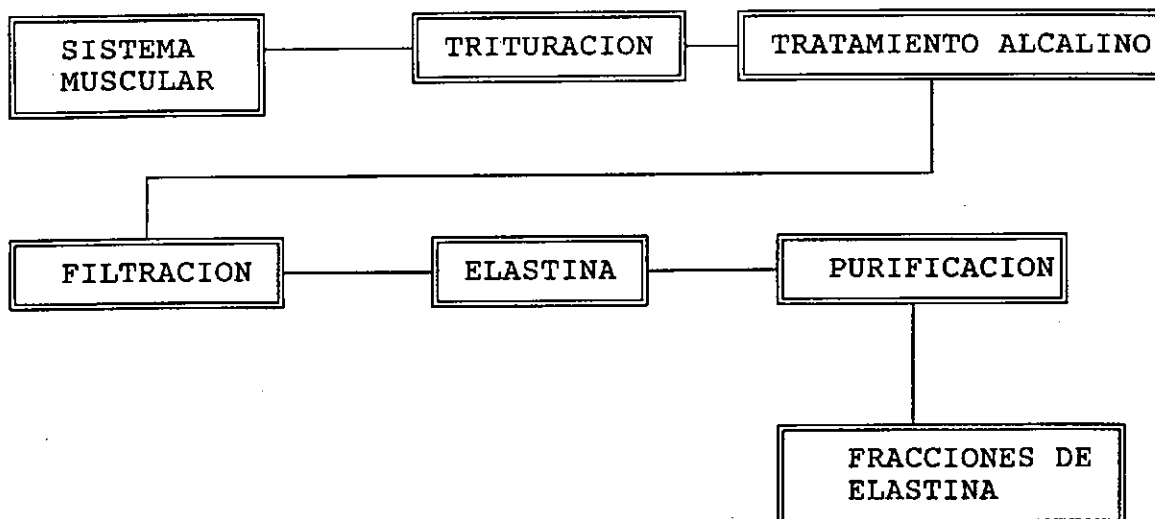 SISTEMA
MUSCULAR
TRITURACION
TRATAMIENTO ALCALINO
FILTRACION
ELASTINA
PURIFICACION
FRACCIONES DE
ELASTINA